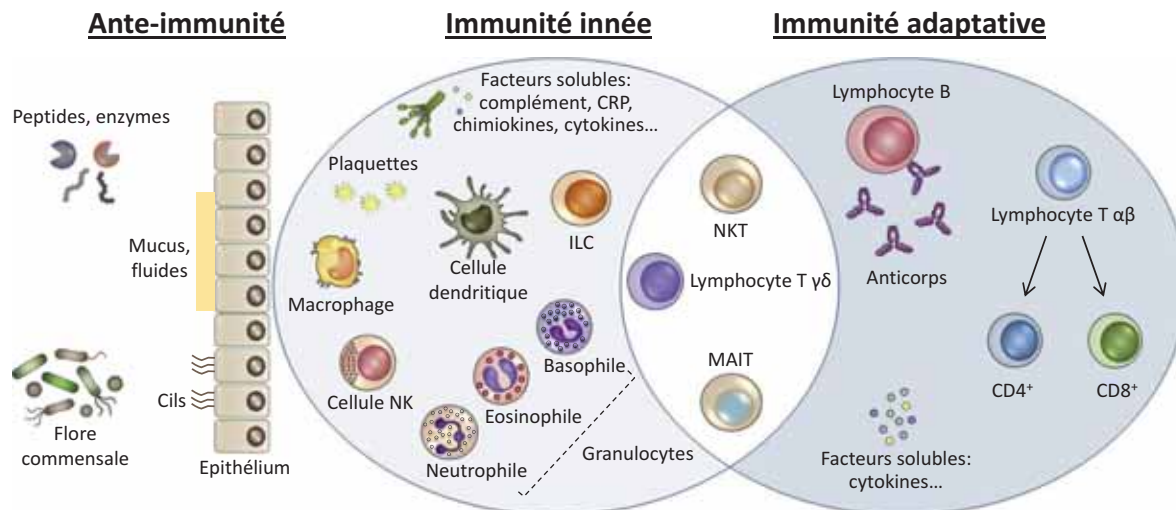 Ante-immunité
Immunité innée
Immunité adaptative
Peptides, enzymes
Mucus,
fluides
Cils
Flore
commensale
Epithélium
Facteurs solubles:
complément, CRP,
chimiokines, cytokines...
Plaquettes
Macrophage
Cellule
dendritique
ILC
Cellule NK
Basophile
Eosinophile
Neutrophile
Granulocytes
NKT
Lymphocyte T γδ
MAIT
Lymphocyte B
Anticorps
Lymphocyte T αβ
CD4⁺
CD8⁺
Facteurs solubles:
cytokines...